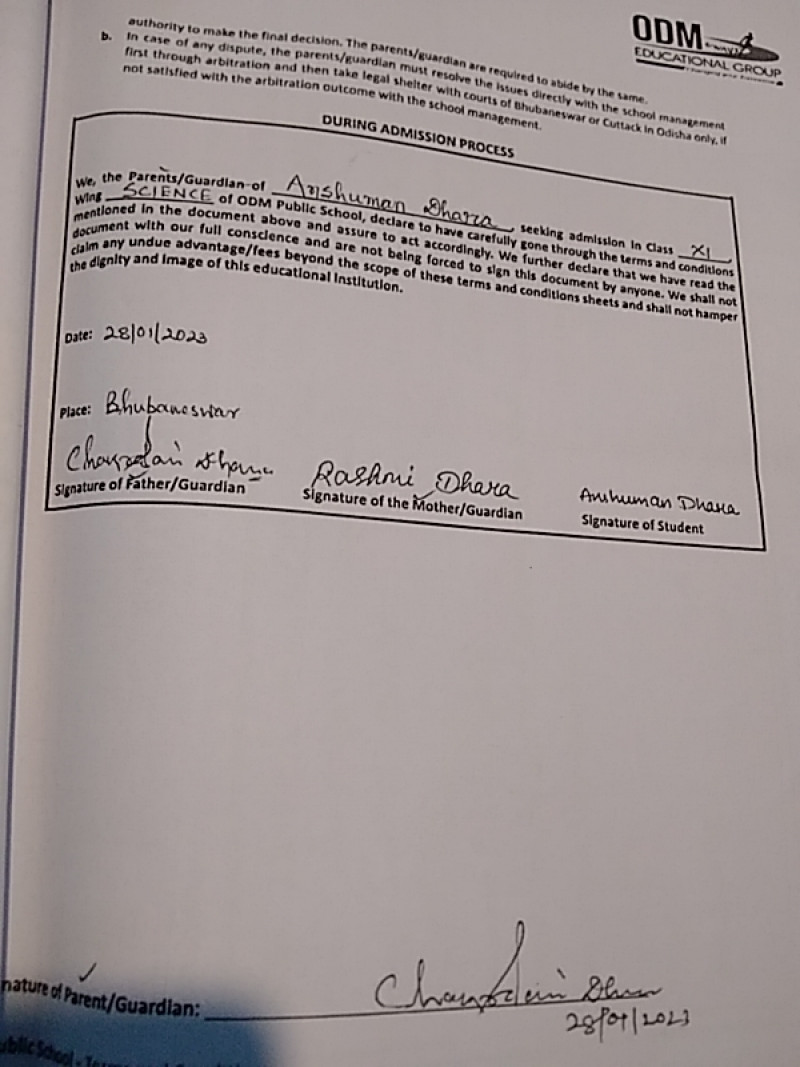 ODM
EDUCATIONAL GROUP
authority to make the final decision. The parents/guardian are required to abide by the same.
b. In case of any dispute, the parents/guardian must resolve the issues directly with the school management
first through arbitration and then take legal shelter with courts of Bhubaneswar or Cuttack in Odisha only, if
not satisfied with the arbitration outcome with the school management.
DURING ADMISSION PROCESS
We, the Parents/Guardian of Anshuman Dhara, seeking admission in Class XI,
Wing SCIENCE of ODM Public School, declare to have carefully gone through the terms and conditions
mentioned in the document above and assure to act accordingly. We further declare that we have read the
document with our full conscience and are not being forced to sign this document by anyone. We shall not
claim any undue advantage/fees beyond the scope of these terms and conditions sheets and shall not hamper
the dignity and image of this educational institution.
Date: 28/01/2023
Place: Bhubaneswar
Rashmi Dhara
Anshuman Dhara
Signature of Father/Guardian
Signature of the Mother/Guardian
Signature of Student
nature of Parent/Guardian:
28/01/2023
ublic School -